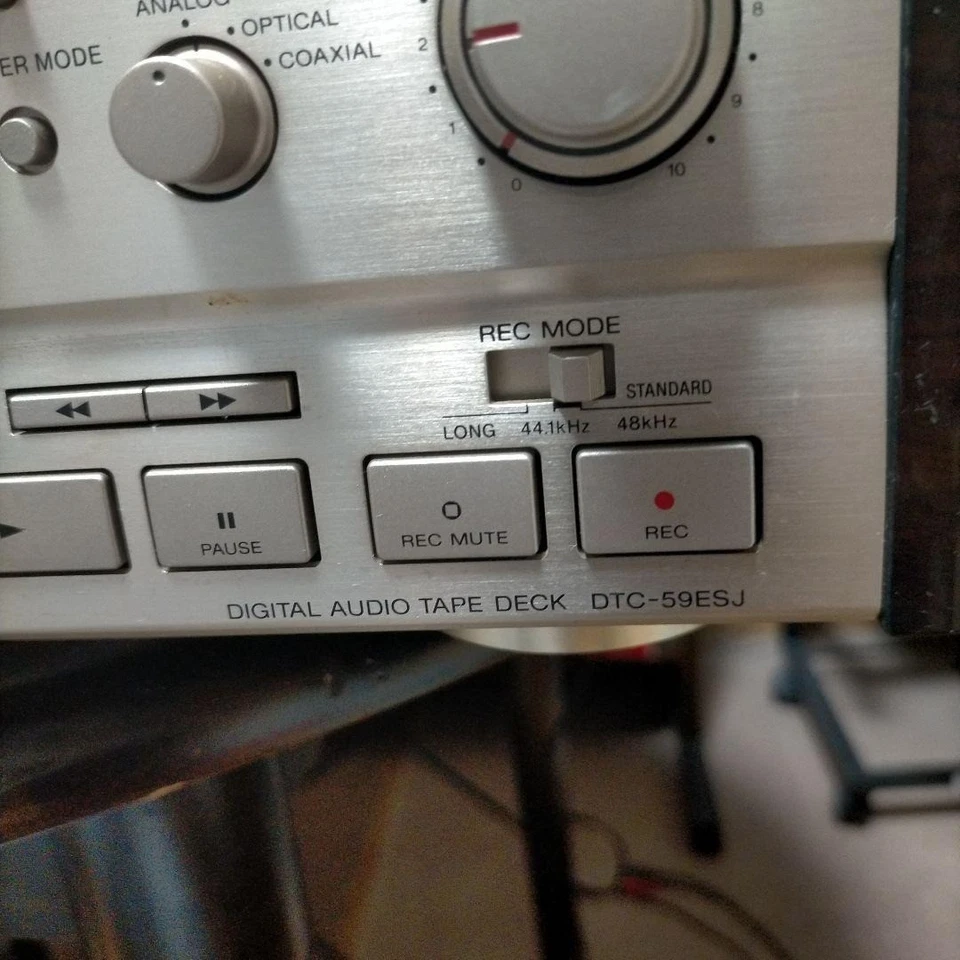 ANALOG
OPTICAL
COAXIAL
ER MODE
8
2
9
1
10
0
REC MODE
STANDARD
LONG 44.1kHz 48kHz
PAUSE
REC MUTE
REC
DIGITAL AUDIO TAPE DECK DTC-59ESJ